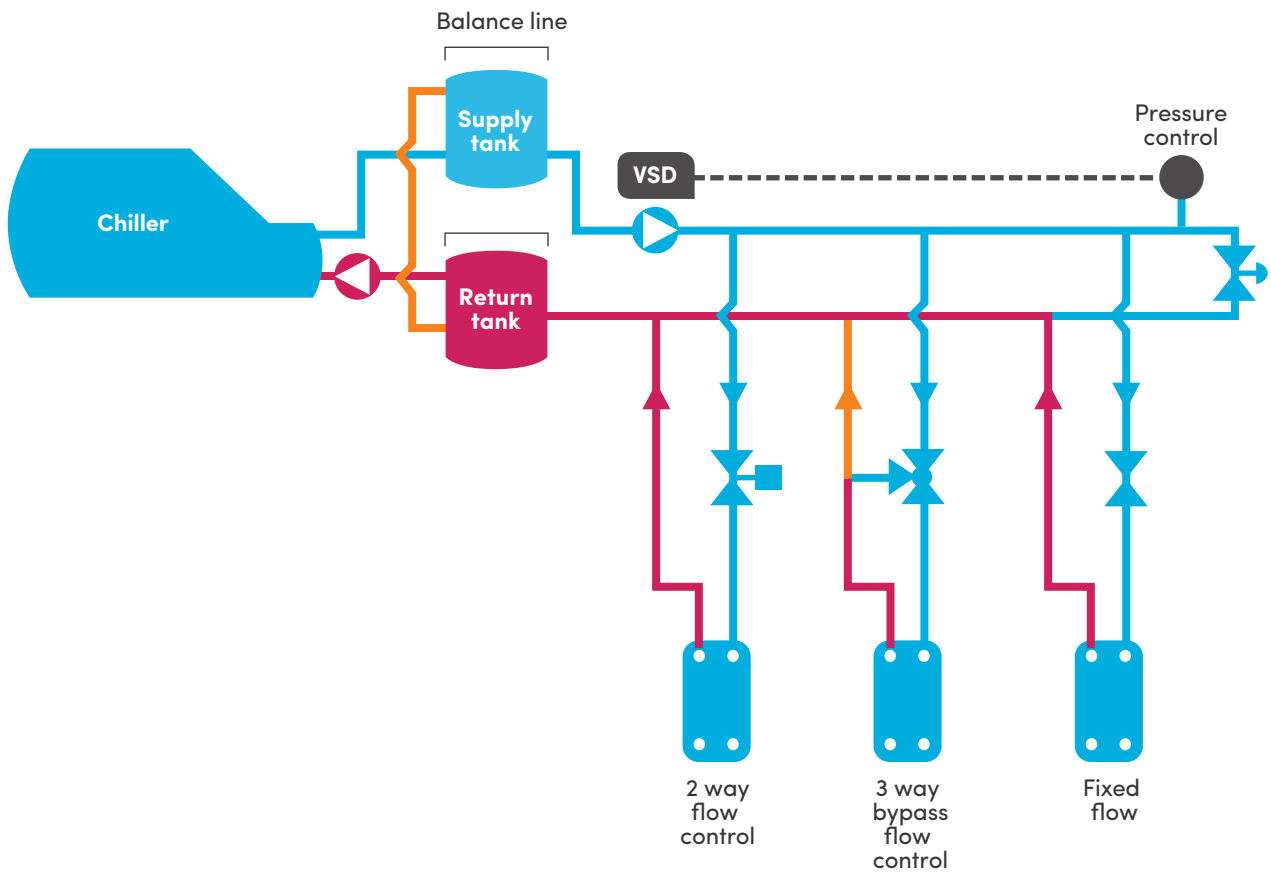 Balance line
Supply
tank
Pressure
control
VSD
Chiller
Return
tank
2 way
flow
control
3 way
bypass
flow
control
Fixed
flow